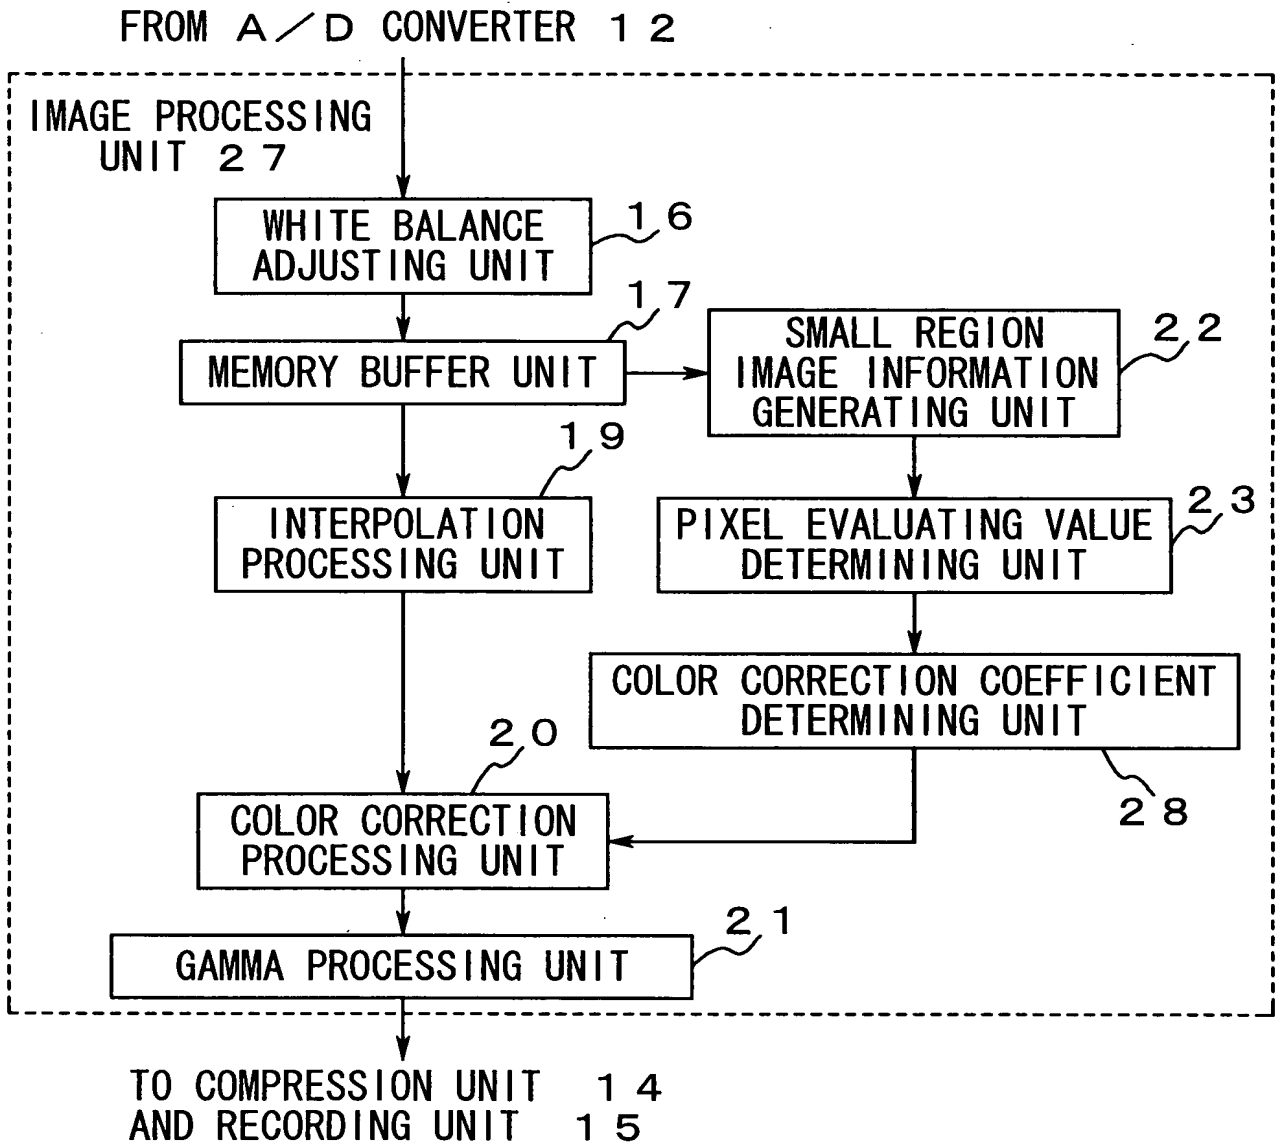 FROM A/D CONVERTER 12
IMAGE PROCESSING
UNIT 27
WHITE BALANCE
ADJUSTING UNIT
16
MEMORY BUFFER UNIT
17
SMALL REGION
IMAGE INFORMATION
GENERATING UNIT
22
INTERPOLATION
PROCESSING UNIT
19
PIXEL EVALUATING VALUE
DETERMINING UNIT
23
COLOR CORRECTION COEFFICIENT
DETERMINING UNIT
28
COLOR CORRECTION
PROCESSING UNIT
20
GAMMA PROCESSING UNIT
21
TO COMPRESSION UNIT 14
AND RECORDING UNIT 15